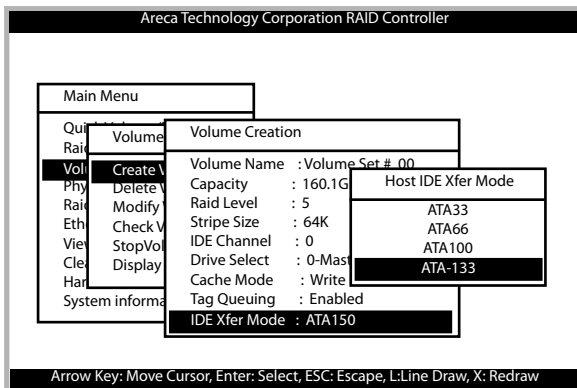 Areca Technology Corporation RAID Controller
Main Menu
Volume
Create
Delete
Modify
Check
Display
System
Volume Creation
Volume Name : Volume Set # 00
Capacity : 160.1G
Raid Level : 5
Stripe Size : 64K
IDE Channel : 0
Drive Select : 0-Mast
Cache Mode : Write
Tag Queuing : Enabled
IDE Xfer Mode : ATA150
Host IDE Xfer Mode
ATA33
ATA66
ATA100
ATA-133
Arrow Key: Move Cursor, Enter: Select, ESC: Escape, L:Line Draw, X: Redraw